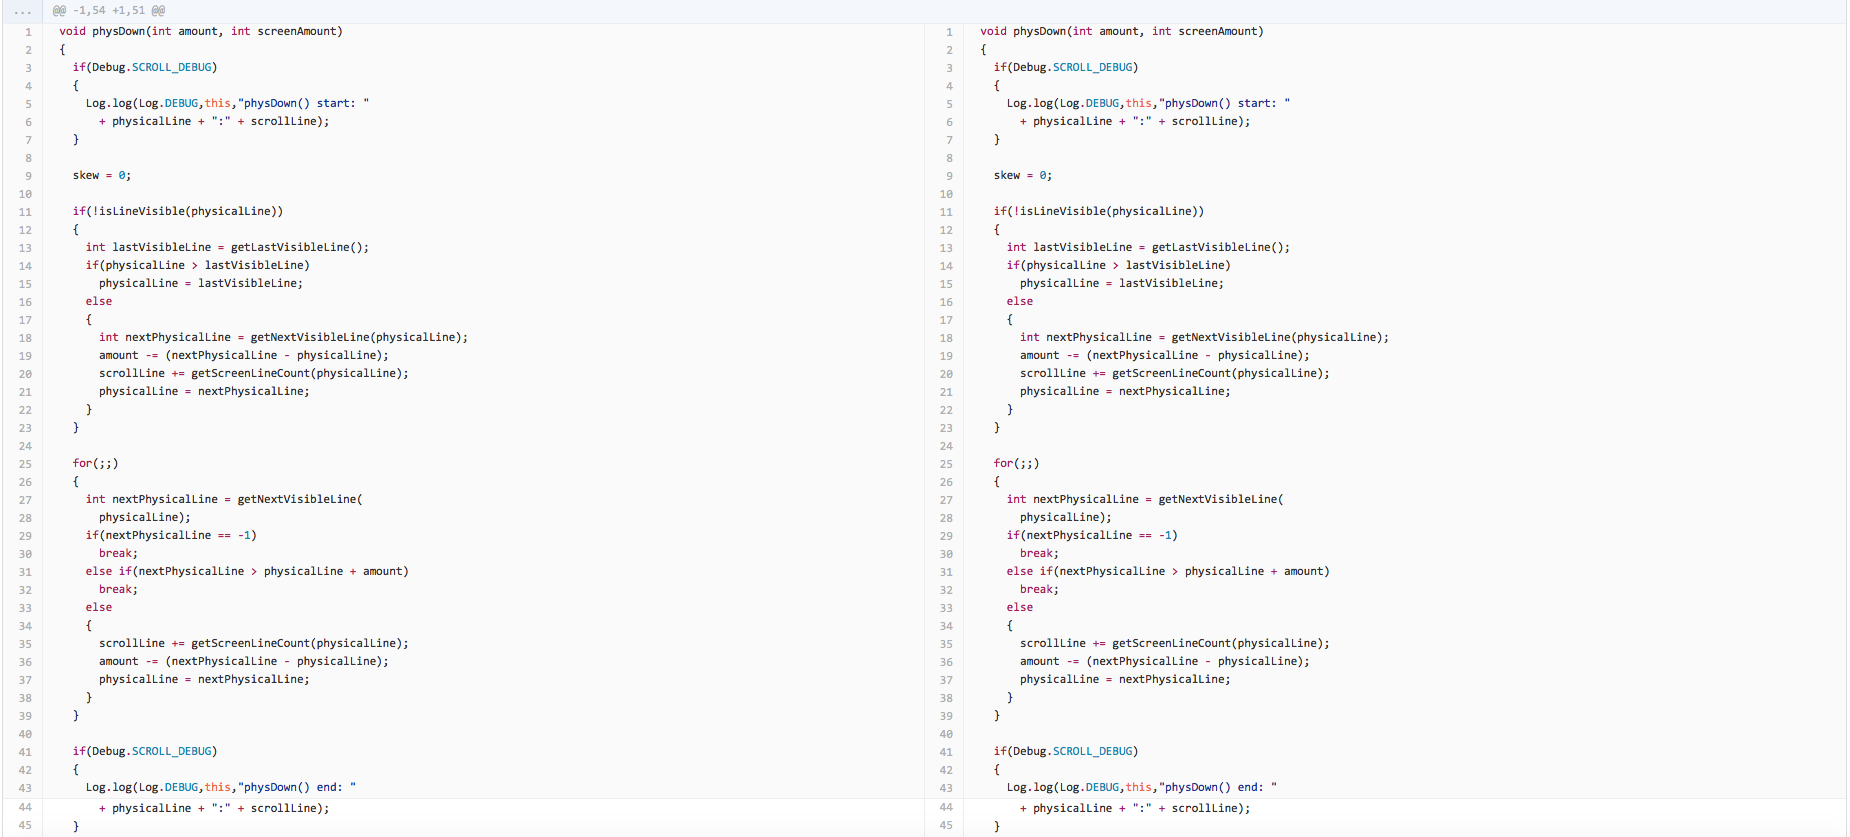 ... @@ -1,54 +1,51 @@
1 void physDown(int amount, int screenAmount)
2 {
3 if(Debug.SCROLL_DEBUG)
4 {
5 Log.log(Log.DEBUG,this,"physDown() start: "
6 + physicalLine + ":" + scrollLine);
7 }
8
9 skew = 0;
10
11 if(!isLineVisible(physicalLine))
12 {
13 int lastVisibleLine = getLastVisibleLine();
14 if(physicalLine > lastVisibleLine)
15 physicalLine = lastVisibleLine;
16 else
17 {
18 int nextPhysicalLine = getNextVisibleLine(physicalLine);
19 amount -= (nextPhysicalLine - physicalLine);
20 scrollLine += getScreenLineCount(physicalLine);
21 physicalLine = nextPhysicalLine;
22 }
23 }
24
25 for(;;)
26 {
27 int nextPhysicalLine = getNextVisibleLine(
28 physicalLine);
29 if(nextPhysicalLine == -1)
30 break;
31 else if(nextPhysicalLine > physicalLine + amount)
32 break;
33 else
34 {
35 scrollLine += getScreenLineCount(physicalLine);
36 amount -= (nextPhysicalLine - physicalLine);
37 physicalLine = nextPhysicalLine;
38 }
39 }
40
41 if(Debug.SCROLL_DEBUG)
42 {
43 Log.log(Log.DEBUG,this,"physDown() end: "
44 + physicalLine + ":" + scrollLine);
45 }
1 void physDown(int amount, int screenAmount)
2 {
3 if(Debug.SCROLL_DEBUG)
4 {
5 Log.log(Log.DEBUG,this,"physDown() start: "
6 + physicalLine + ":" + scrollLine);
7 }
8
9 skew = 0;
10
11 if(!isLineVisible(physicalLine))
12 {
13 int lastVisibleLine = getLastVisibleLine();
14 if(physicalLine > lastVisibleLine)
15 physicalLine = lastVisibleLine;
16 else
17 {
18 int nextPhysicalLine = getNextVisibleLine(physicalLine);
19 amount -= (nextPhysicalLine - physicalLine);
20 scrollLine += getScreenLineCount(physicalLine);
21 physicalLine = nextPhysicalLine;
22 }
23 }
24
25 for(;;)
26 {
27 int nextPhysicalLine = getNextVisibleLine(
28 physicalLine);
29 if(nextPhysicalLine == -1)
30 break;
31 else if(nextPhysicalLine > physicalLine + amount)
32 break;
33 else
34 {
35 scrollLine += getScreenLineCount(physicalLine);
36 amount -= (nextPhysicalLine - physicalLine);
37 physicalLine = nextPhysicalLine;
38 }
39 }
40
41 if(Debug.SCROLL_DEBUG)
42 {
43 Log.log(Log.DEBUG,this,"physDown() end: "
44 + physicalLine + ":" + scrollLine);
45 }